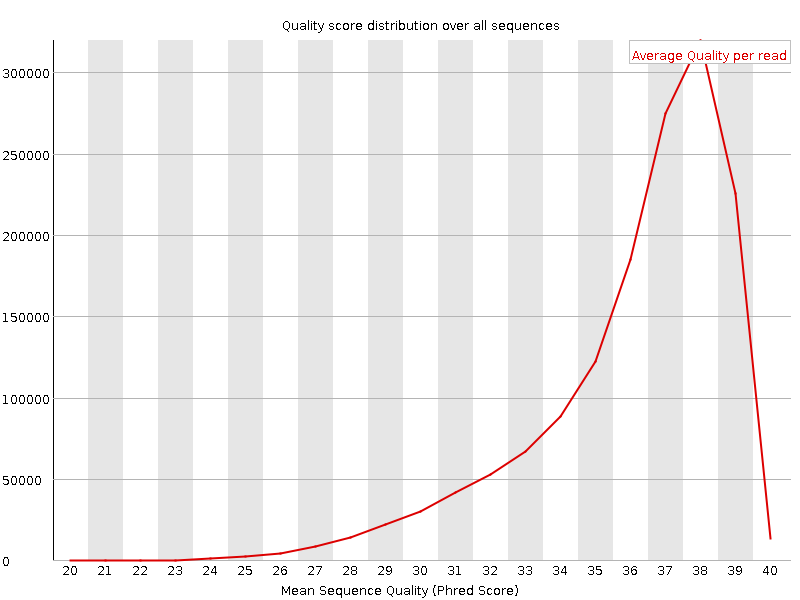 Quality score distribution over all sequences
Average Quality per read
300000
250000
200000
150000
100000
50000
0
20 21 22 23 24 25 26 27 28 29 30 31 32 33 34 35 36 37 38 39 40
Mean Sequence Quality (Phred Score)